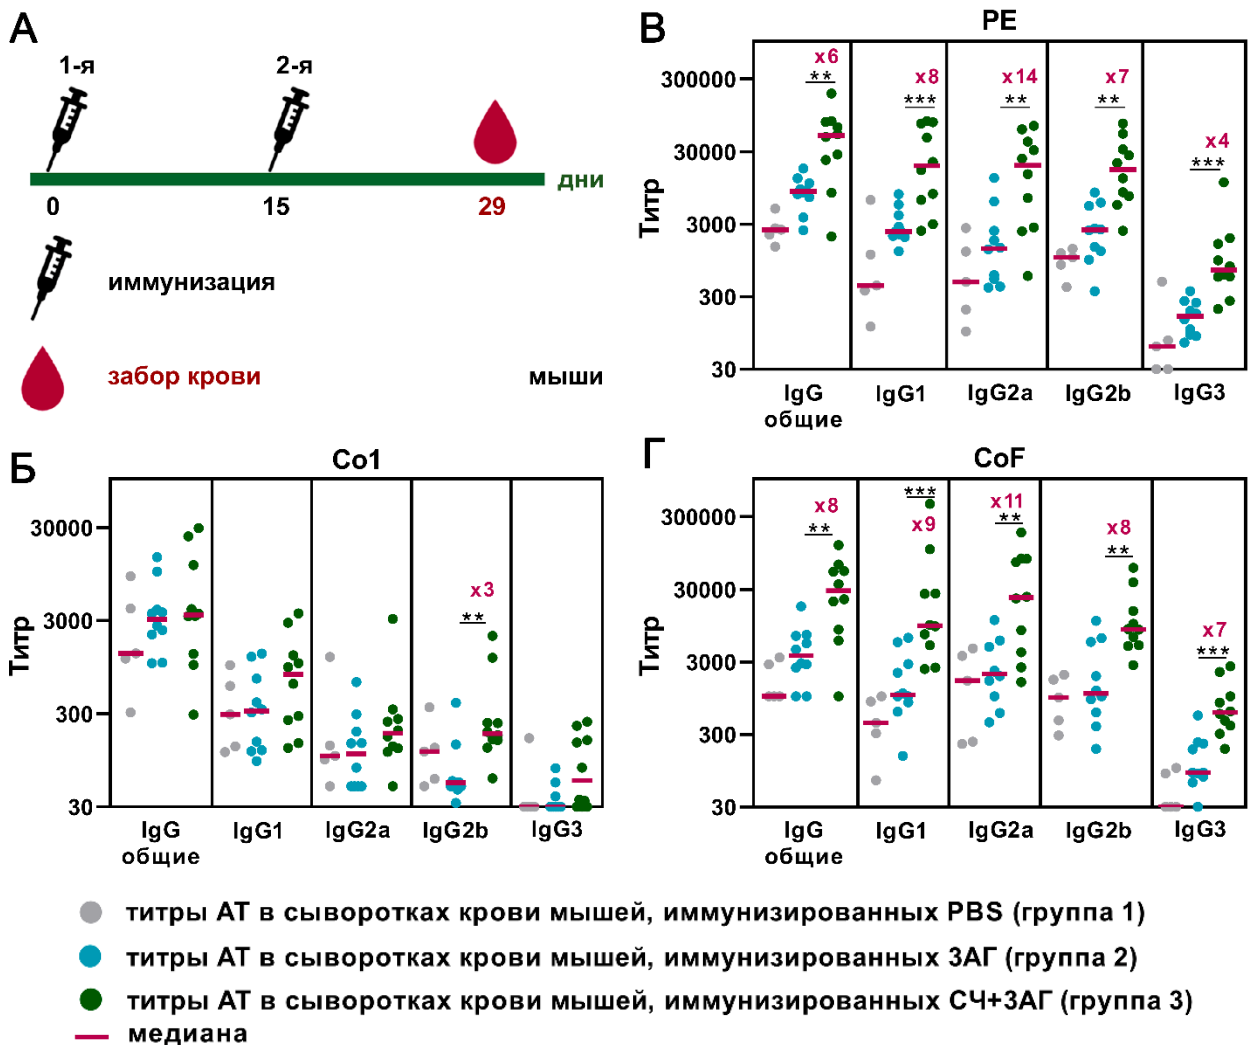 А
1-я
2-я
дни
0
15
29
иммунизация
забор крови
мыши
В
PE
Титр
300000
30000
3000
300
30
x6
**
x8
***
x14
**
x7
**
x4
***
IgG
общие
IgG1
IgG2a
IgG2b
IgG3
Б
Co1
Титр
30000
3000
300
30
x3
**
IgG
общие
IgG1
IgG2a
IgG2b
IgG3
Г
CoF
Титр
300000
30000
3000
300
30
x8
**
***
x9
x11
**
x8
**
x7
***
IgG
общие
IgG1
IgG2a
IgG2b
IgG3
титры АТ в сыворотках крови мышей, иммунизированных PBS (группа 1)
титры АТ в сыворотках крови мышей, иммунизированных 3АГ (группа 2)
титры АТ в сыворотках крови мышей, иммунизированных СЧ+3АГ (группа 3)
медиана